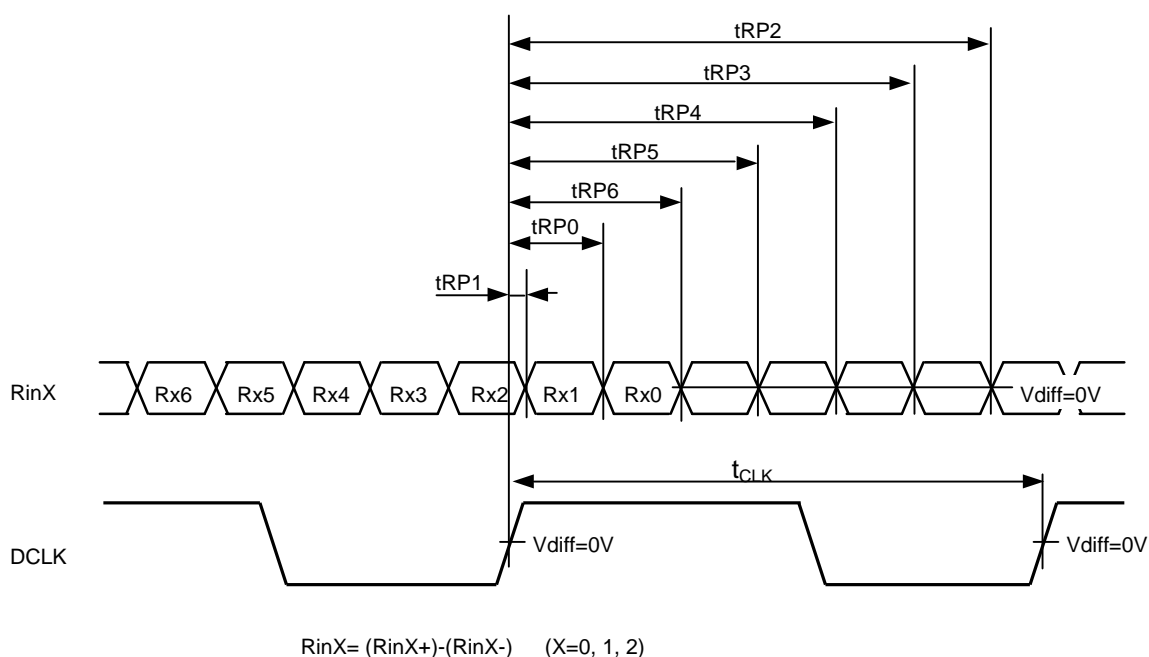 tRP2
tRP3
tRP4
tRP5
tRP6
tRP0
tRP1
RinX Rx6 Rx5 Rx4 Rx3 Rx2 Rx1 Rx0 Vdiff=0V
tCLK
DCLK Vdiff=0V Vdiff=0V
RinX= (RinX+)-(RinX-) (X=0, 1, 2)